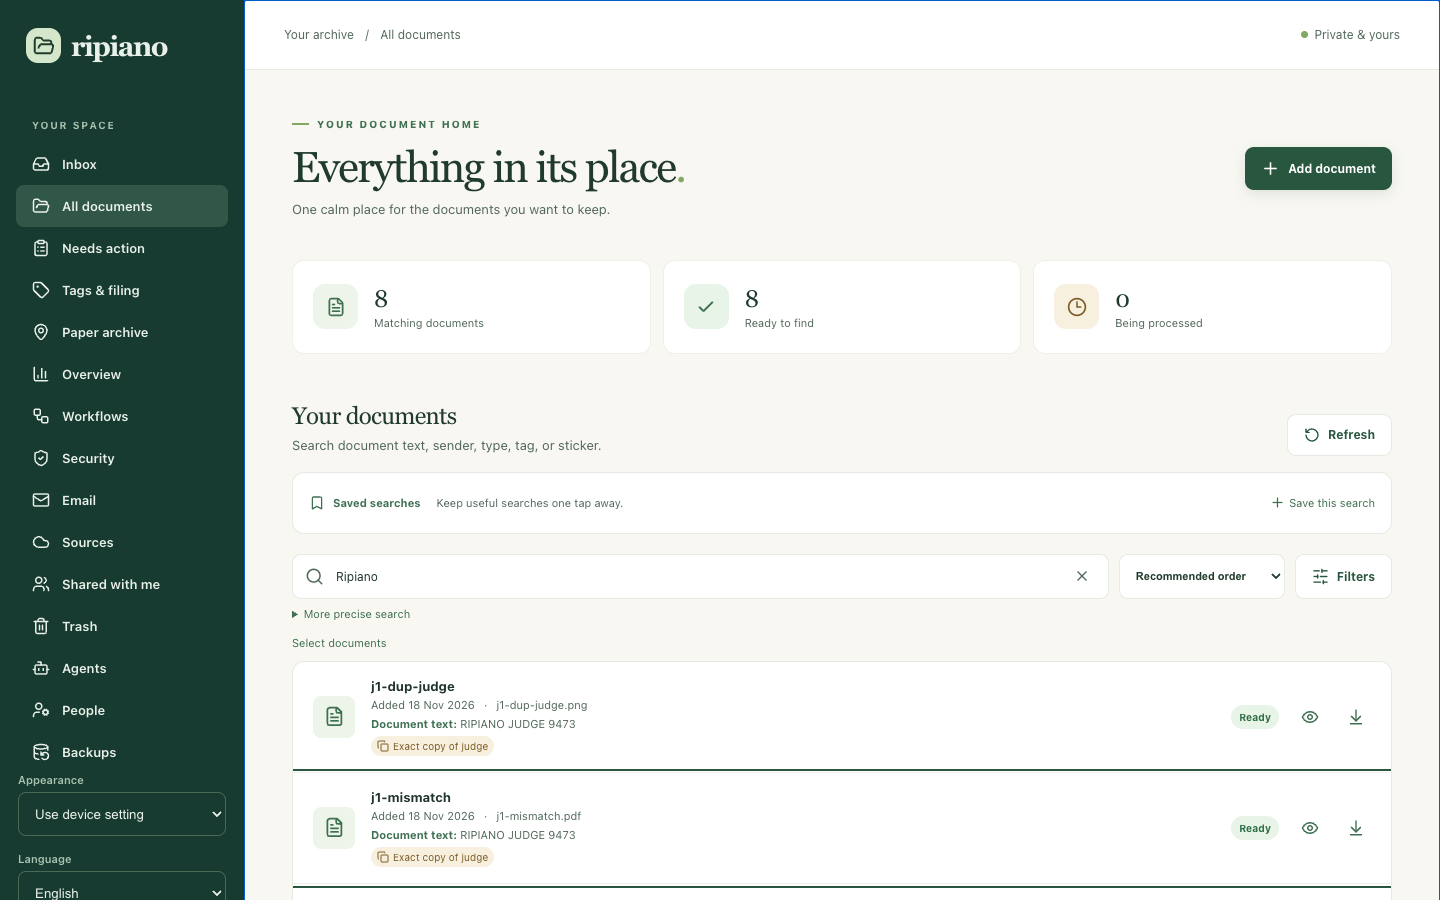 ripiano
YOUR SPACE
Inbox
All documents
Needs action
Tags & filing
Paper archive
Overview
Workflows
Security
Email
Sources
Shared with me
Trash
Agents
People
Backups
Appearance
Use device setting
Language
English
Your archive / All documents
Private & yours
YOUR DOCUMENT HOME
Everything in its place.
One calm place for the documents you want to keep.
Add document
8
Matching documents
8
Ready to find
0
Being processed
Your documents
Search document text, sender, type, tag, or sticker.
Refresh
Saved searches Keep useful searches one tap away.
Save this search
Ripiano
Recommended order
Filters
More precise search
Select documents
j1-dup-judge
Added 18 Nov 2026 · j1-dup-judge.png
Document text: RIPIANO JUDGE 9473
Exact copy of judge
Ready
j1-mismatch
Added 18 Nov 2026 · j1-mismatch.pdf
Document text: RIPIANO JUDGE 9473
Exact copy of judge
Ready